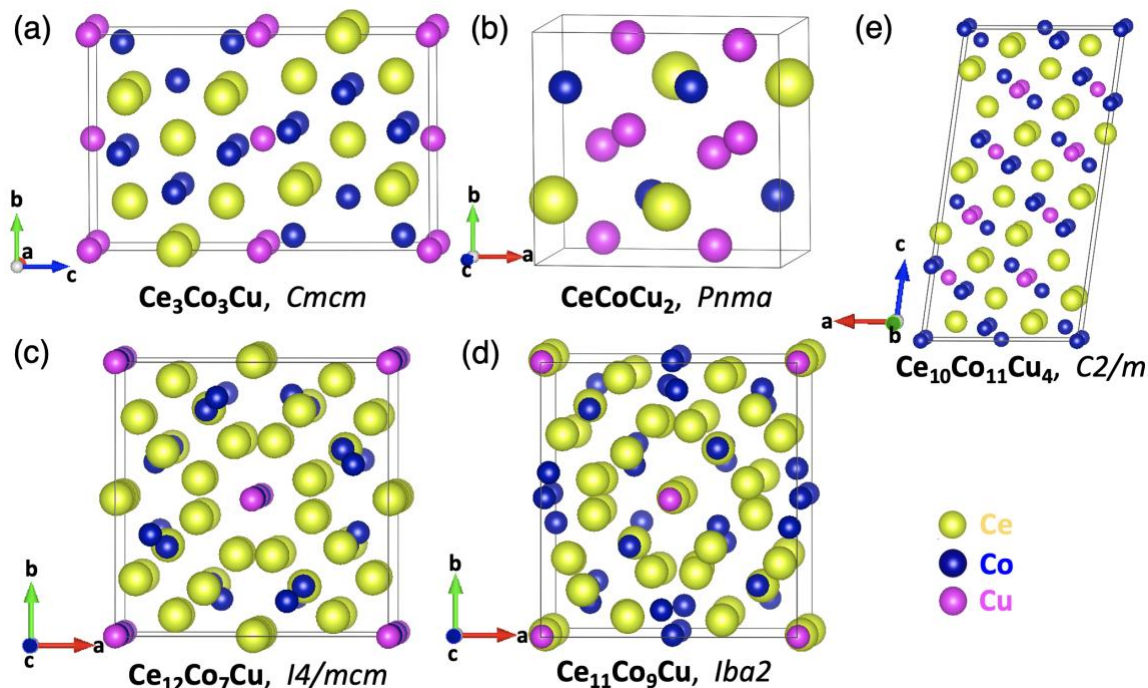 (a)
(b)
(e)
b
a
c
b
c
a
Ce₃Co₃Cu, Cmcm
CeCoCu₂, Pnma
c
a
b
Ce₁₀Co₁₁Cu₄, C2/m
(c)
(d)
b
c
a
b
c
a
Ce₁₂Co₇Cu, I4/mcm
Ce₁₁Co₉Cu, Iba2
Ce
Co
Cu